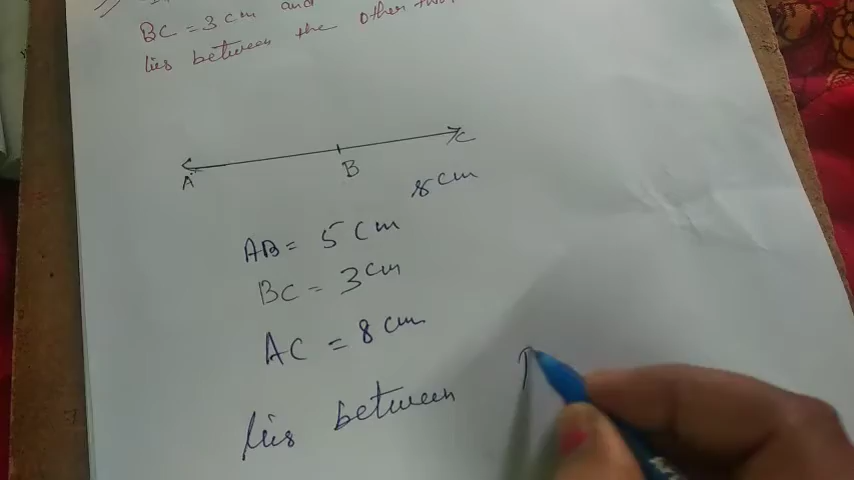 BC = 3 cm and
lies between the other two
A B C
8 cm
AB = 5 cm
BC = 3 cm
AC = 8 cm
lies between